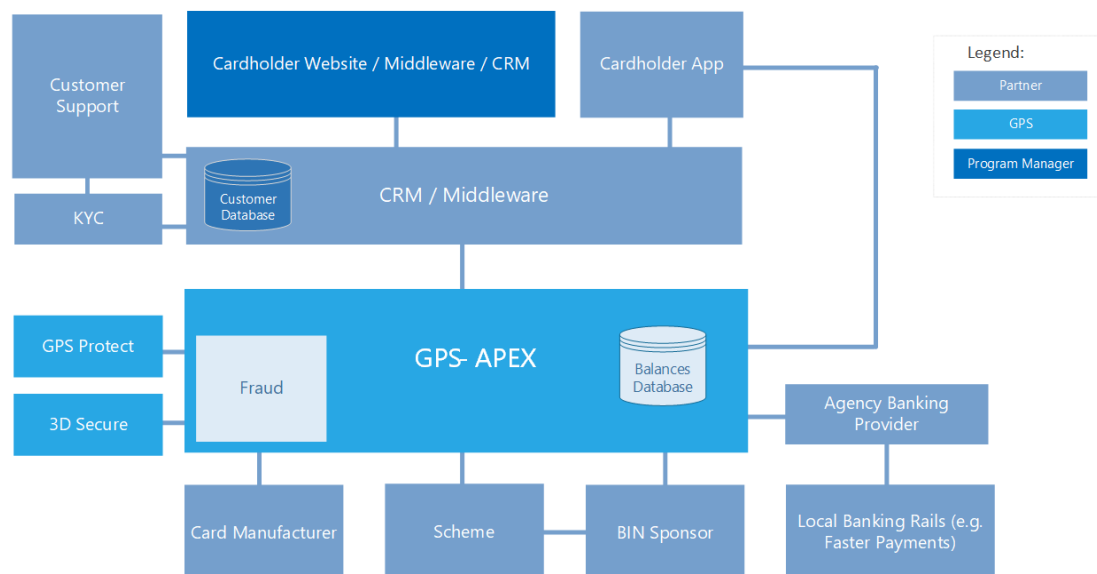 Customer
Support
Cardholder Website / Middleware / CRM
Cardholder App
Legend:
Partner
GPS
Program Manager
KYC
Customer
Database
CRM / Middleware
GPS Protect
3D Secure
Fraud
GPS- APEX
Balances
Database
Agency Banking
Provider
Card Manufacturer
Scheme
BIN Sponsor
Local Banking Rails (e.g.
Faster Payments)